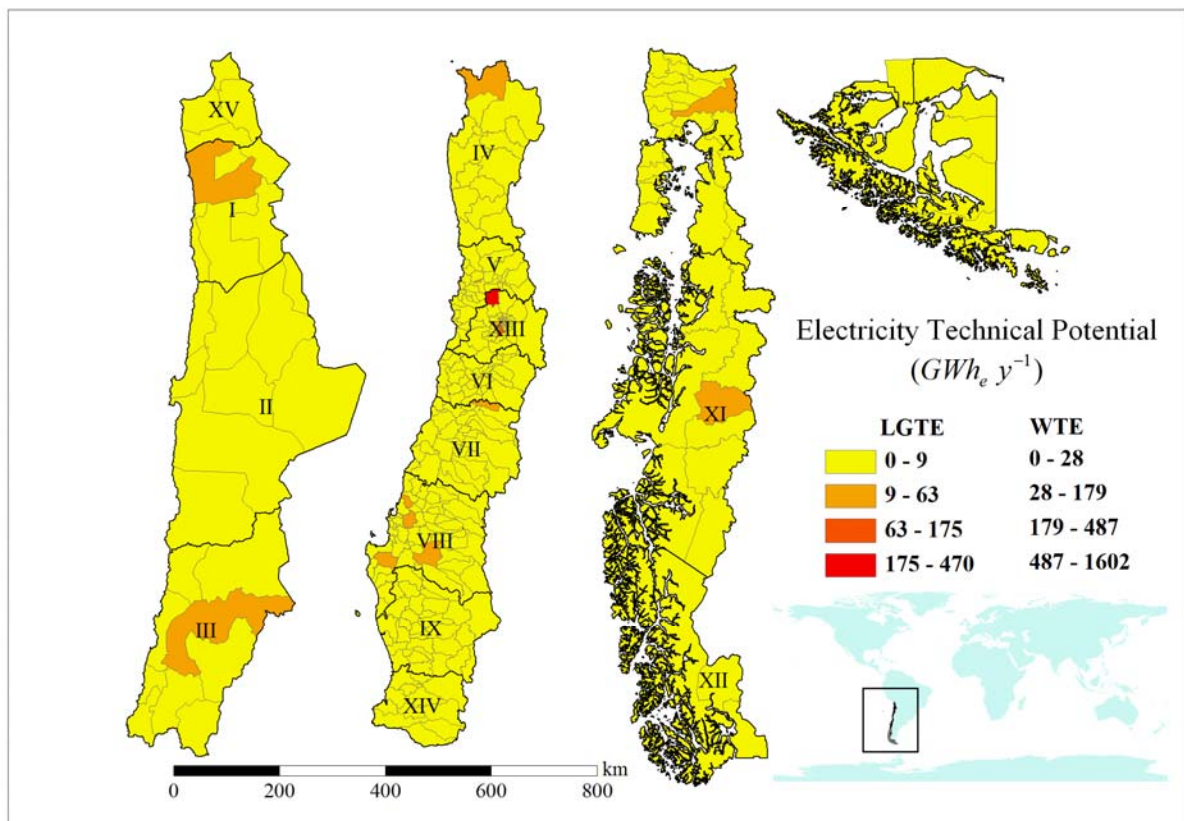 XV
I
II
III
IV
V
XIII
VI
VII
VIII
IX
XIV
X
XI
XII
Electricity Technical Potential
(GWhₑ y⁻¹)
LGTE WTE
0 - 9 0 - 28
9 - 63 28 - 179
63 - 175 179 - 487
175 - 470 487 - 1602
km
0 200 400 600 800